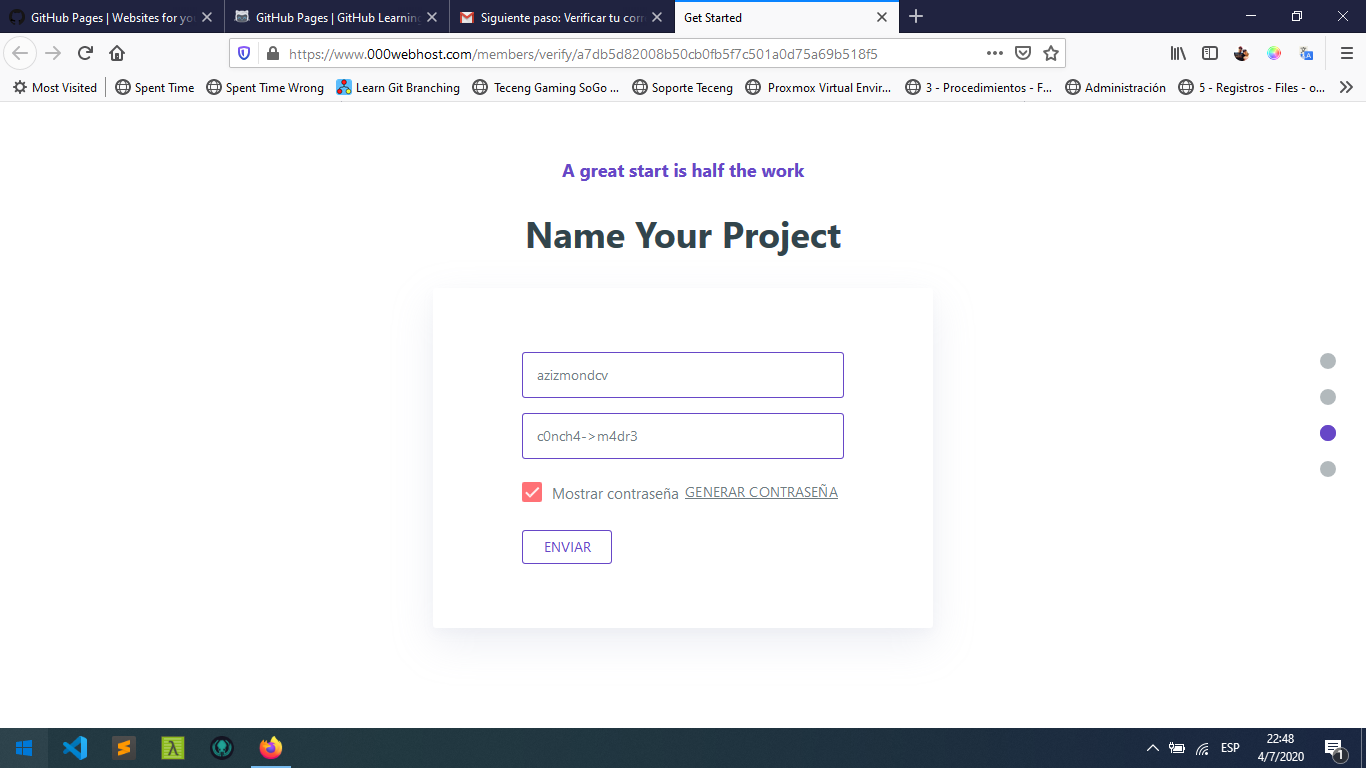 GitHub Pages | Websites for yo
GitHub Pages | GitHub Learning
Siguiente paso: Verificar tu corr
Get Started
https://www.000webhost.com/members/verify/a7db5d82008b50cb0fb5f7c501a0d75a69b518f5
Most Visited
Spent Time
Spent Time Wrong
Learn Git Branching
Teceng Gaming SoGo ...
Soporte Teceng
Proxmox Virtual Envir...
3 - Procedimientos - F...
Administración
5 - Registros - Files - o...
A great start is half the work
Name Your Project
azizmondcv
c0nch4->m4dr3
Mostrar contraseña GENERAR CONTRASEÑA
ENVIAR
ESP
22:48
4/7/2020
1